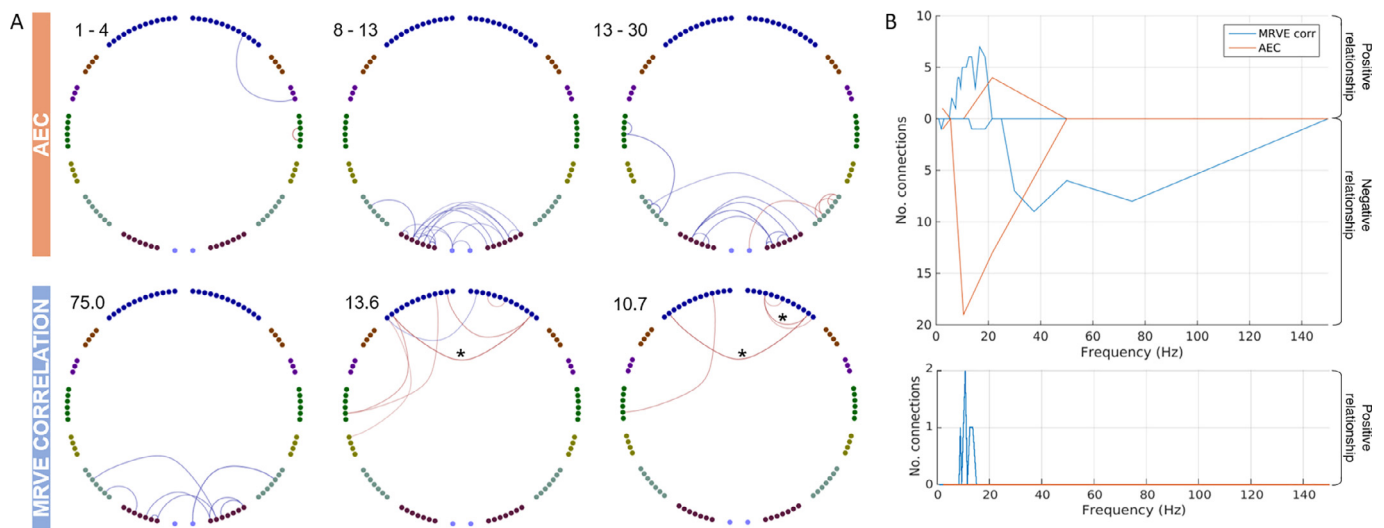 A
AEC
1 - 4
8 - 13
13 - 30
MRVE CORRELATION
75.0
13.6
*
10.7
*
*
B
10
5
0
5
10
15
20
No. connections
MRVE corr
AEC
Positive
relationship
Negative
relationship
0
20
40
60
80
100
120
140
Frequency (Hz)
2
1
0
No. connections
Positive
relationship
0
20
40
60
80
100
120
140
Frequency (Hz)